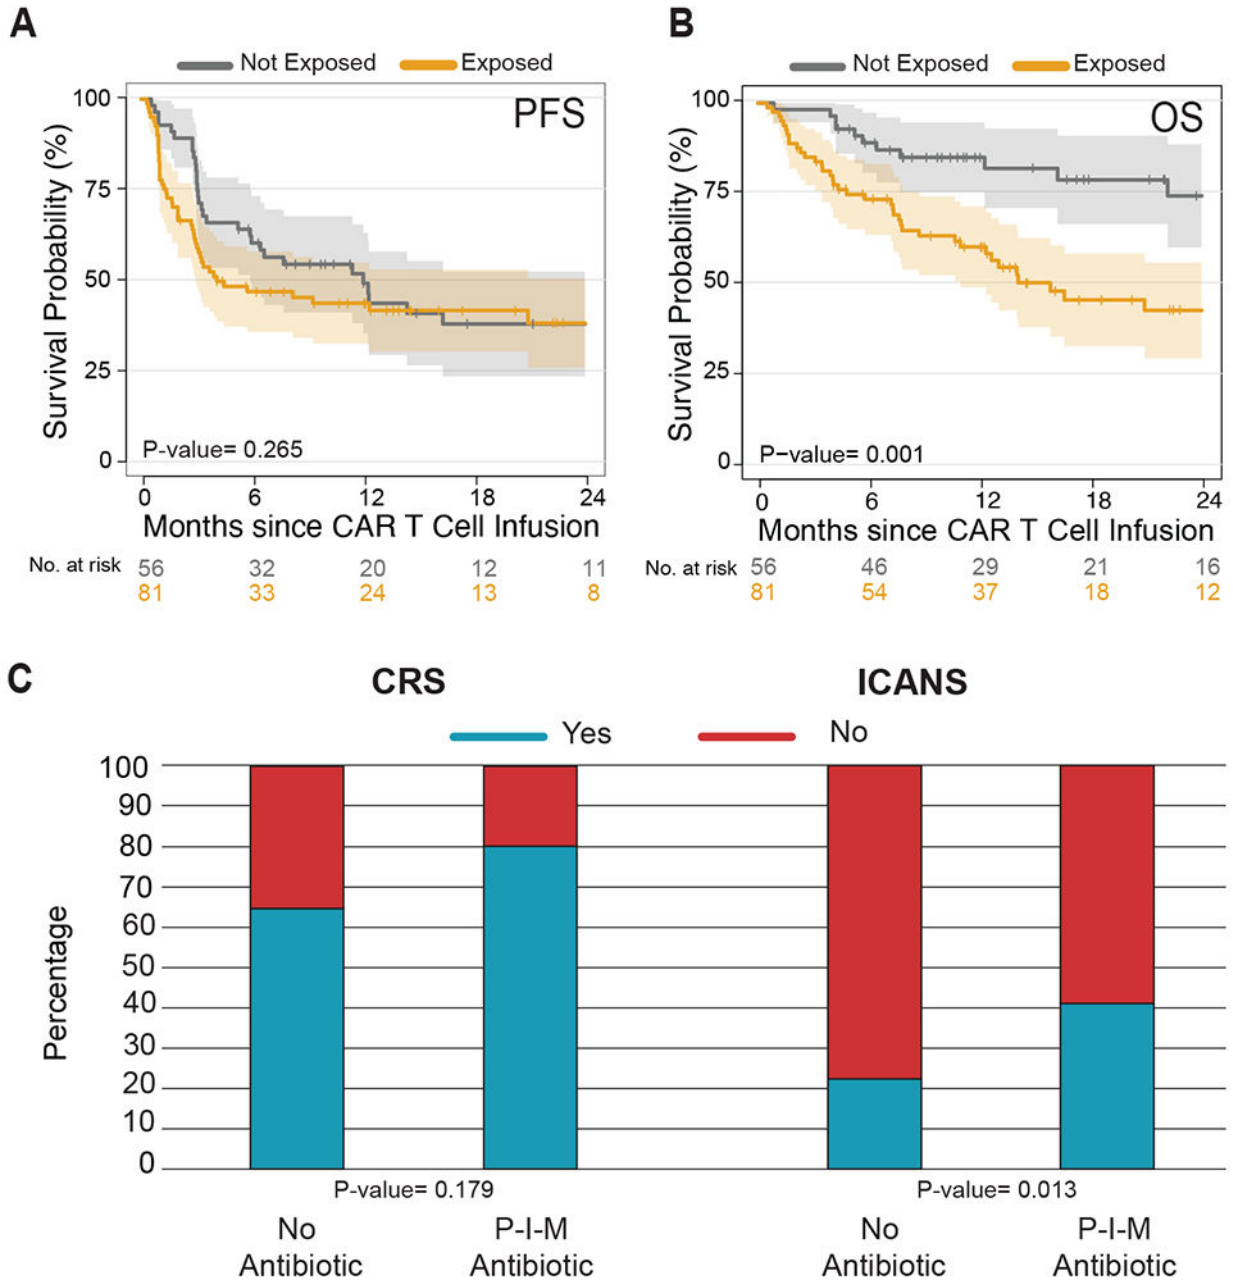 A
Not Exposed Exposed
PFS
Survival Probability (%)
100
75
50
25
0
P-value= 0.265
0 6 12 18 24
Months since CAR T Cell Infusion
No. at risk 56 32 20 12 11
81 33 24 13 8
B
Not Exposed Exposed
OS
Survival Probability (%)
100
75
50
25
0
P−value= 0.001
0 6 12 18 24
Months since CAR T Cell Infusion
No. at risk 56 46 29 21 16
81 54 37 18 12
C
CRS ICANS
Yes No
Percentage
100
90
80
70
60
50
40
30
20
10
0
P-value= 0.179 P-value= 0.013
No P-I-M No P-I-M
Antibiotic Antibiotic Antibiotic Antibiotic